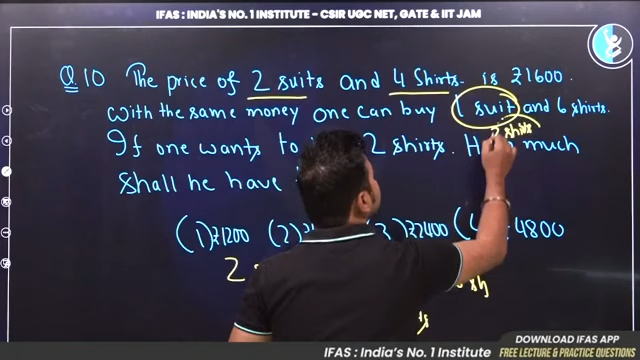 IFAS : INDIA'S NO. 1 INSTITUTE - CSIR UGC NET, GATE & IIT JAM
Q.10 The price of 2 suits and 4 Shirts is ₹1600.
With the same money one can buy 1 suit and 6 shirts.
2 shirts
If one wants to 2 shirts. much
shall he have
(1) ₹1200 (2) ₹2400 4800
2
IFAS : India's No. 1 Institute
DOWNLOAD IFAS APP
FREE LECTURE & PRACTICE QUESTIONS